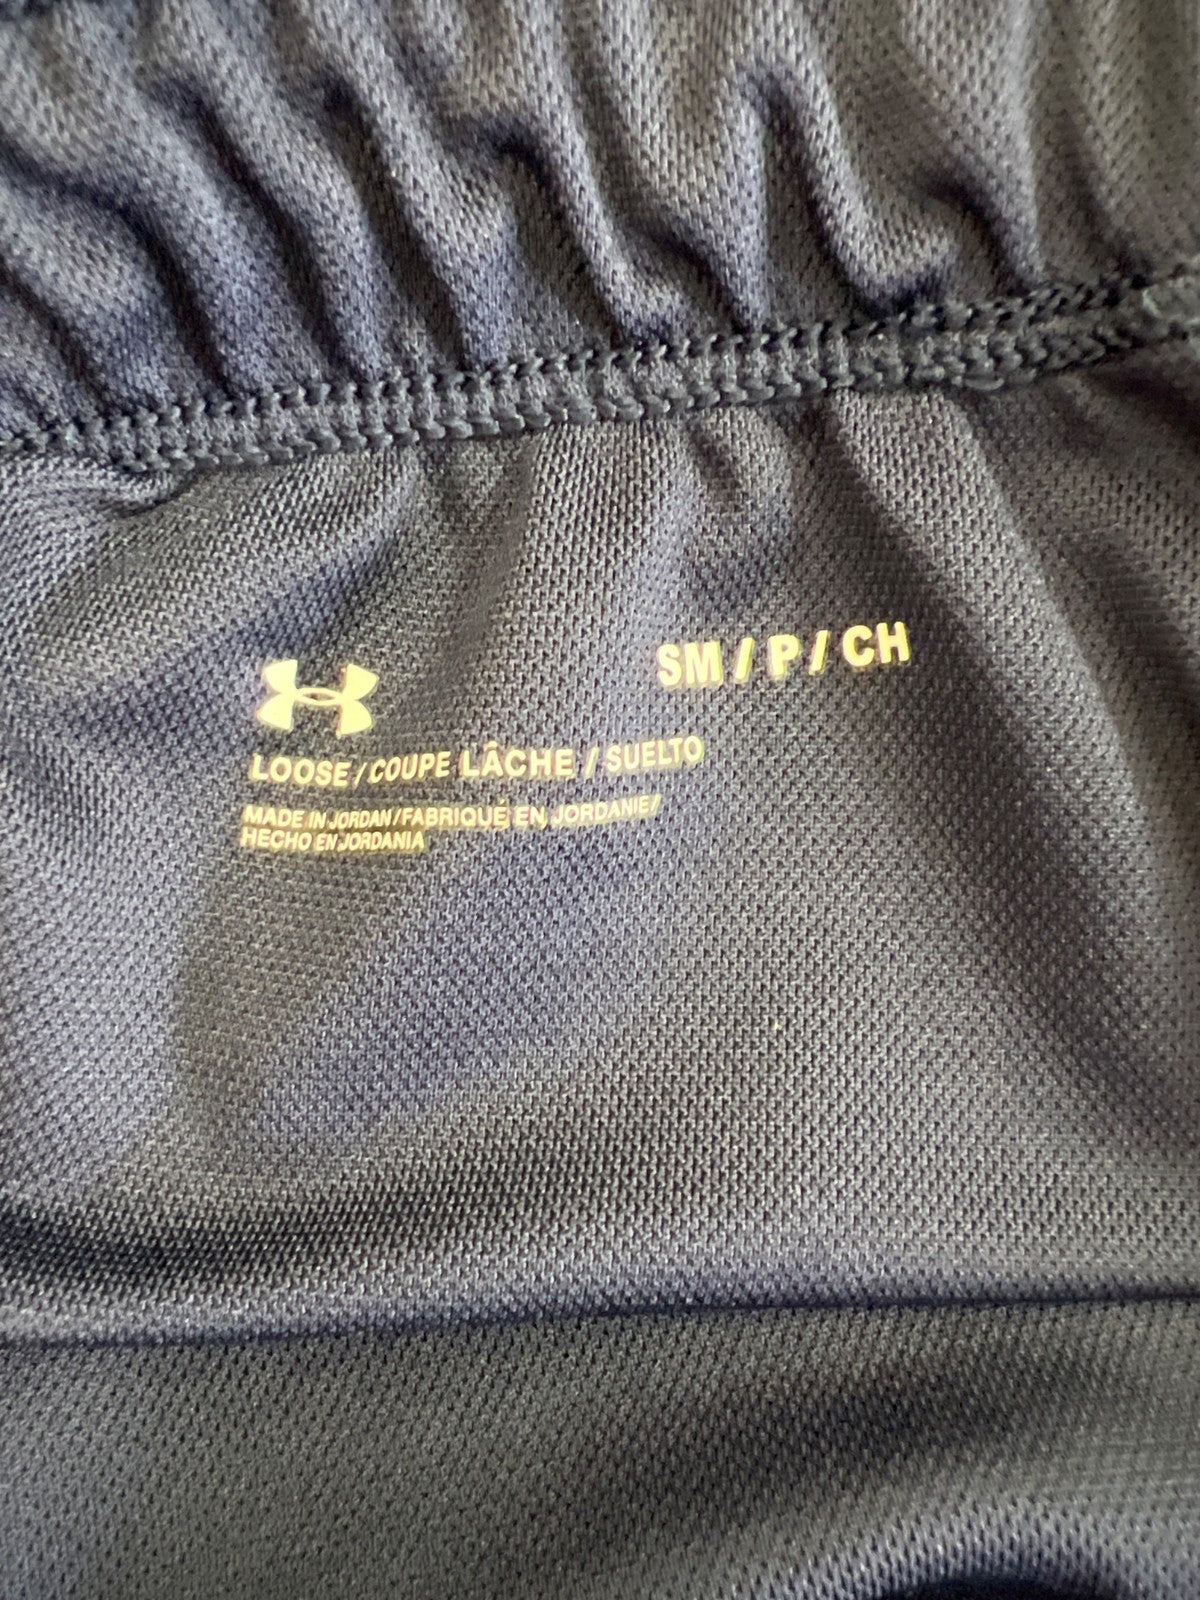 SM / P / CH
LOOSE / COUPE LÂCHE / SUELTO
MADE IN JORDAN/FABRIQUÉ EN JORDANIE/
HECHO EN JORDANIA